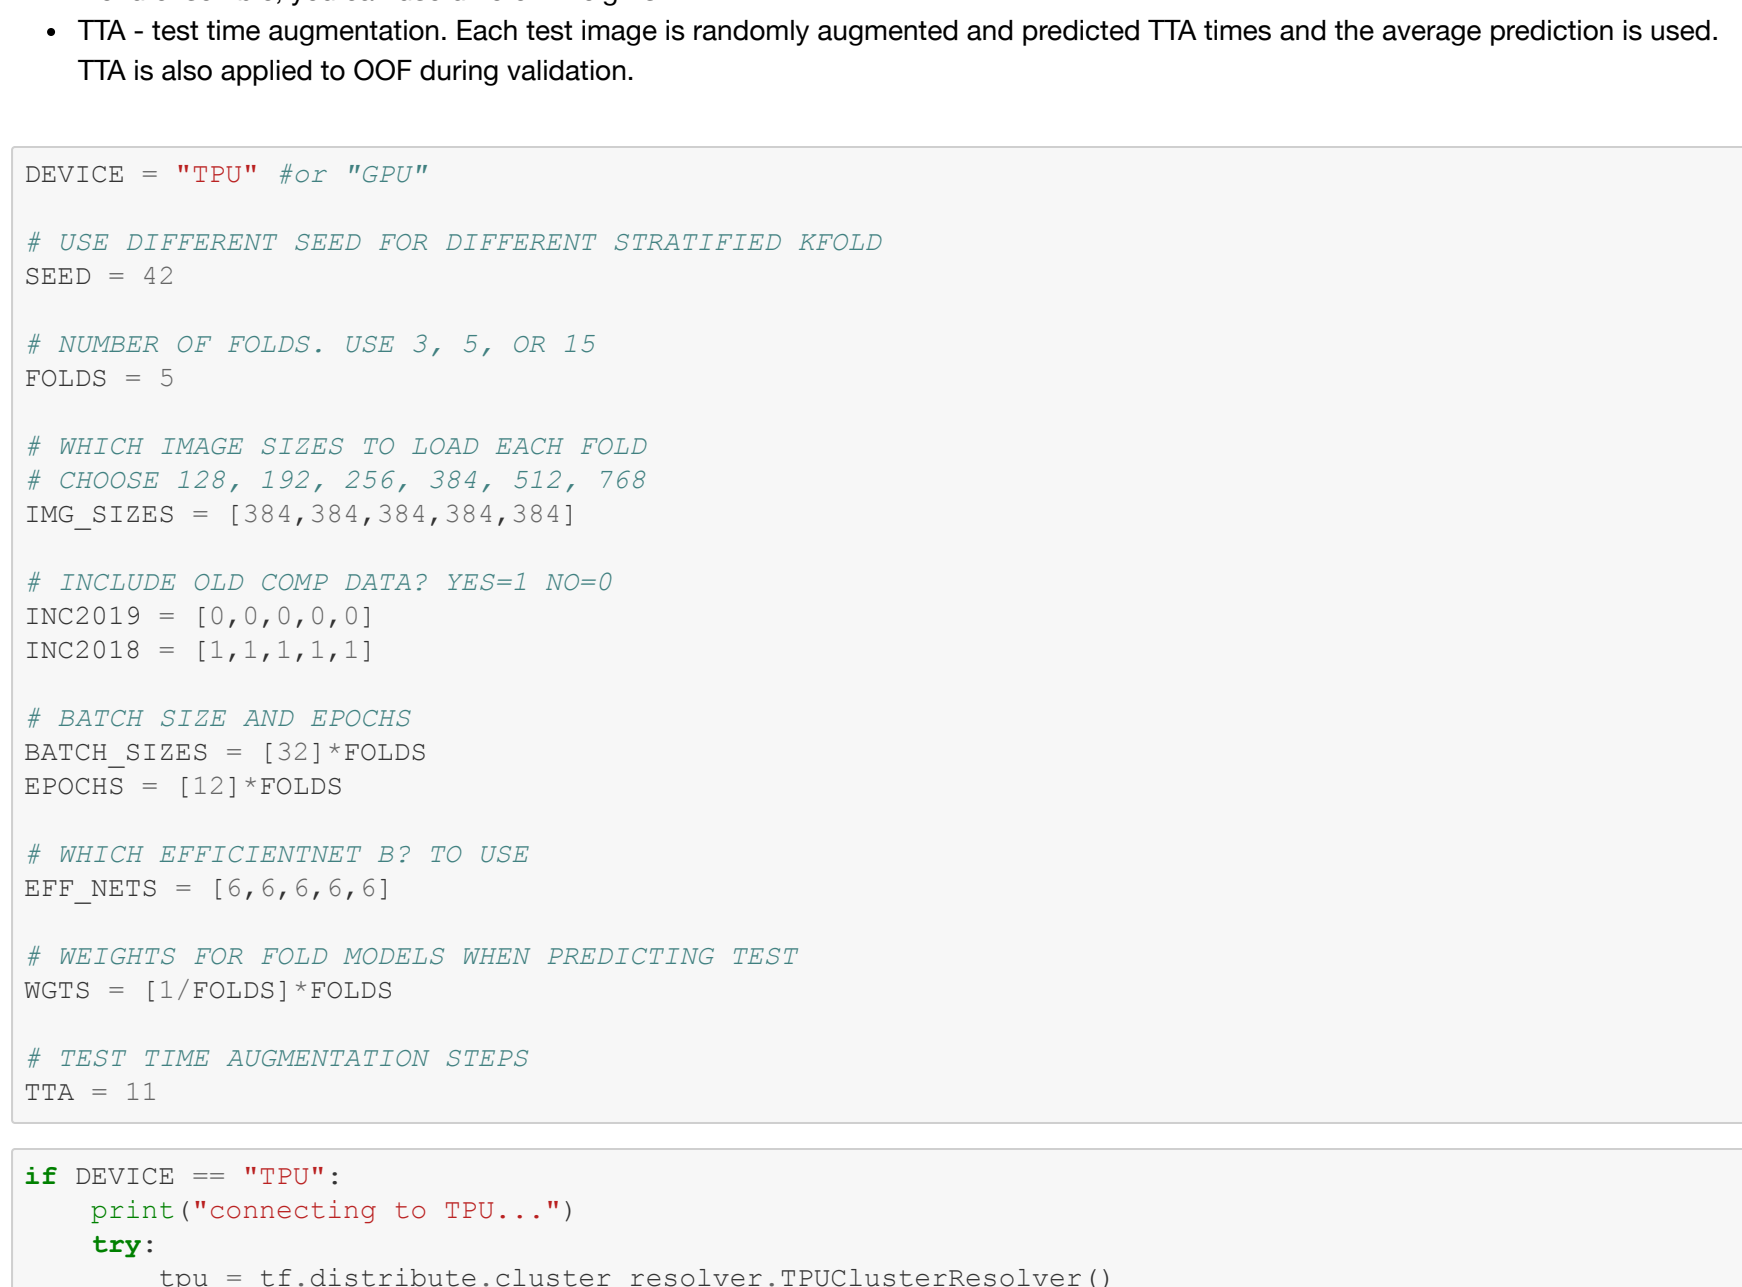 TTA - test time augmentation. Each test image is randomly augmented and predicted TTA times and the average prediction is used.
TTA is also applied to OOF during validation.
DEVICE = "TPU" #or "GPU"
# USE DIFFERENT SEED FOR DIFFERENT STRATIFIED KFOLD
SEED = 42
# NUMBER OF FOLDS. USE 3, 5, OR 15
FOLDS = 5
# WHICH IMAGE SIZES TO LOAD EACH FOLD
# CHOOSE 128, 192, 256, 384, 512, 768
IMG_SIZES = [384,384,384,384,384]
# INCLUDE OLD COMP DATA? YES=1 NO=0
INC2019 = [0,0,0,0,0]
INC2018 = [1,1,1,1,1]
# BATCH SIZE AND EPOCHS
BATCH_SIZES = [32]*FOLDS
EPOCHS = [12]*FOLDS
# WHICH EFFICIENTNET B? TO USE
EFF_NETS = [6,6,6,6,6]
# WEIGHTS FOR FOLD MODELS WHEN PREDICTING TEST
WGTS = [1/FOLDS]*FOLDS
# TEST TIME AUGMENTATION STEPS
TTA = 11
if DEVICE == "TPU":
    print("connecting to TPU...")
    try:
        tpu = tf.distribute.cluster_resolver.TPUClusterResolver()